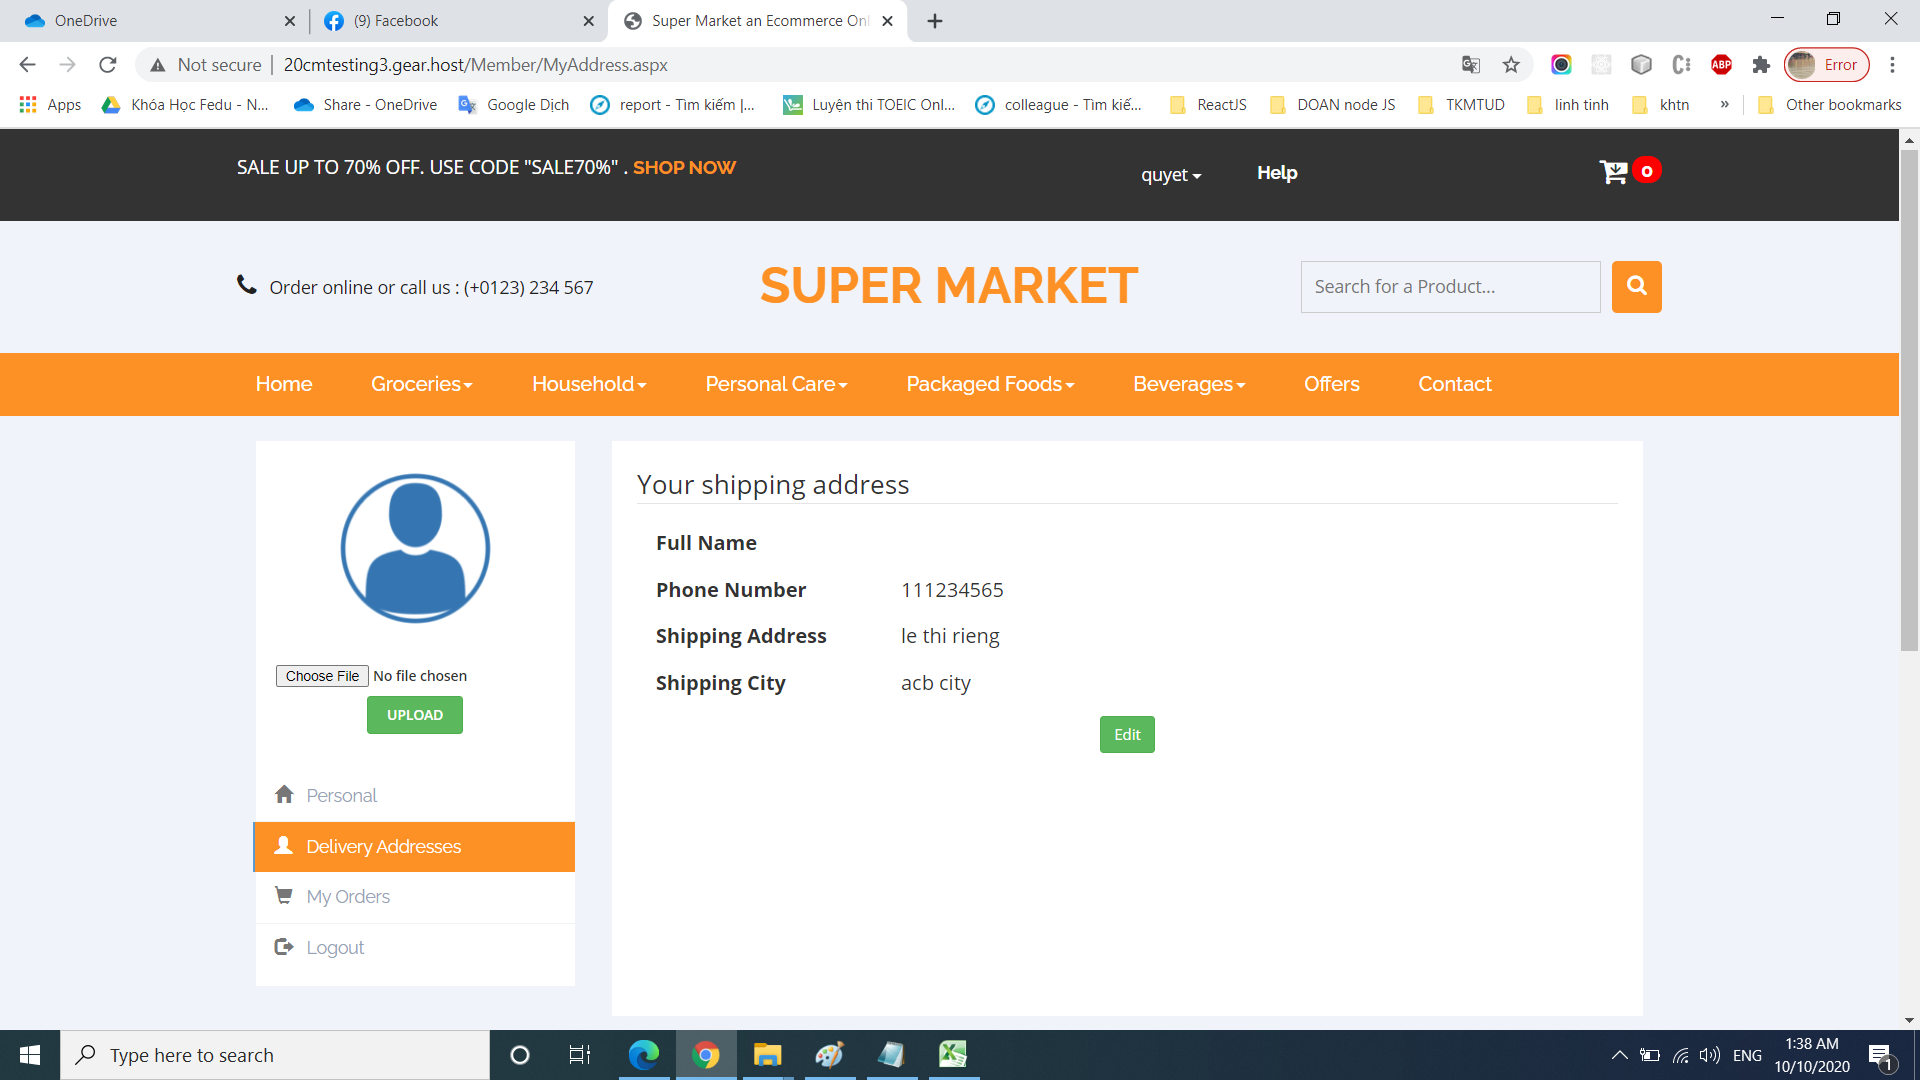 OneDrive
(9) Facebook
Super Market an Ecommerce Onl
Not secure
20cmtesting3.gear.host/Member/MyAddress.aspx
Error
Apps
Khóa Học Fedu - N...
Share - OneDrive
Google Dịch
report - Tìm kiếm |...
Luyện thi TOEIC Onl...
colleague - Tìm kiế...
ReactJS
DOAN node JS
TKMTUD
linh tinh
khtn
»
Other bookmarks
SALE UP TO 70% OFF. USE CODE "SALE70%" . SHOP NOW
quyet
Help
0
Order online or call us : (+0123) 234 567
SUPER MARKET
Search for a Product...
Home
Groceries
Household
Personal Care
Packaged Foods
Beverages
Offers
Contact
Choose File No file chosen
UPLOAD
Personal
Delivery Addresses
My Orders
Logout
Your shipping address
Full Name
Phone Number 111234565
Shipping Address le thi rieng
Shipping City acb city
Edit
Type here to search
ENG
1:38 AM
10/10/2020
1